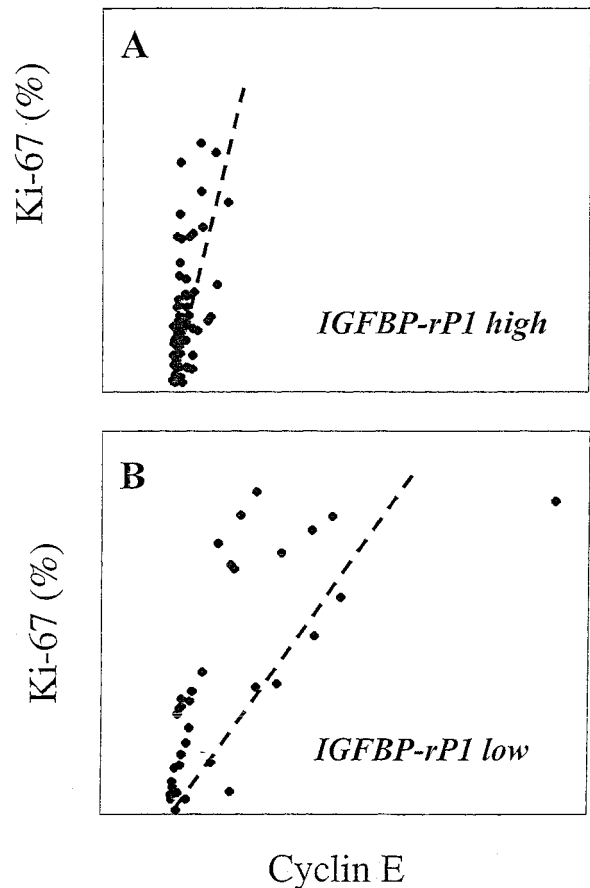 A
Ki-67 (%)
IGFBP-rP1 high
B
Ki-67 (%)
IGFBP-rP1 low
Cyclin E